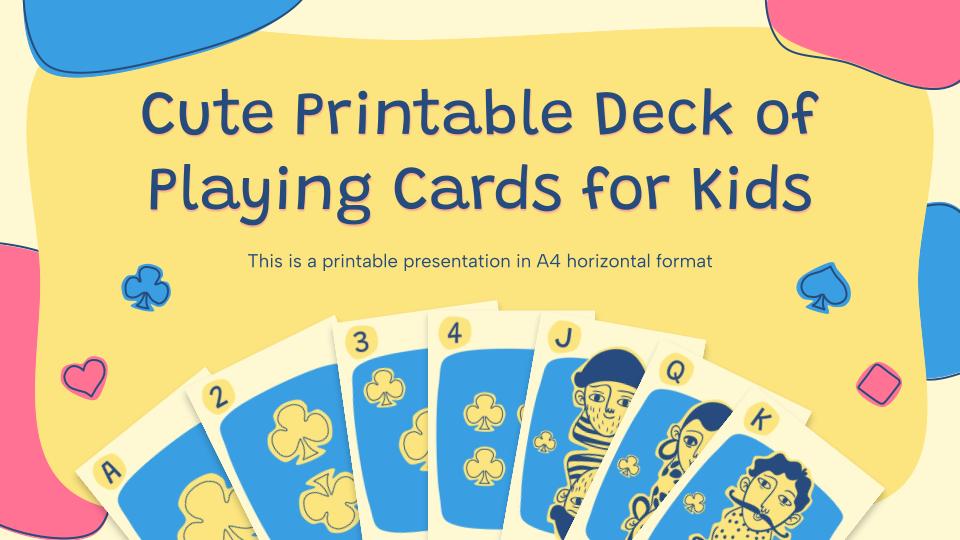 Cute Printable Deck of
Playing Cards for Kids
This is a printable presentation in A4 horizontal format
A
2
3
4
J
Q
K